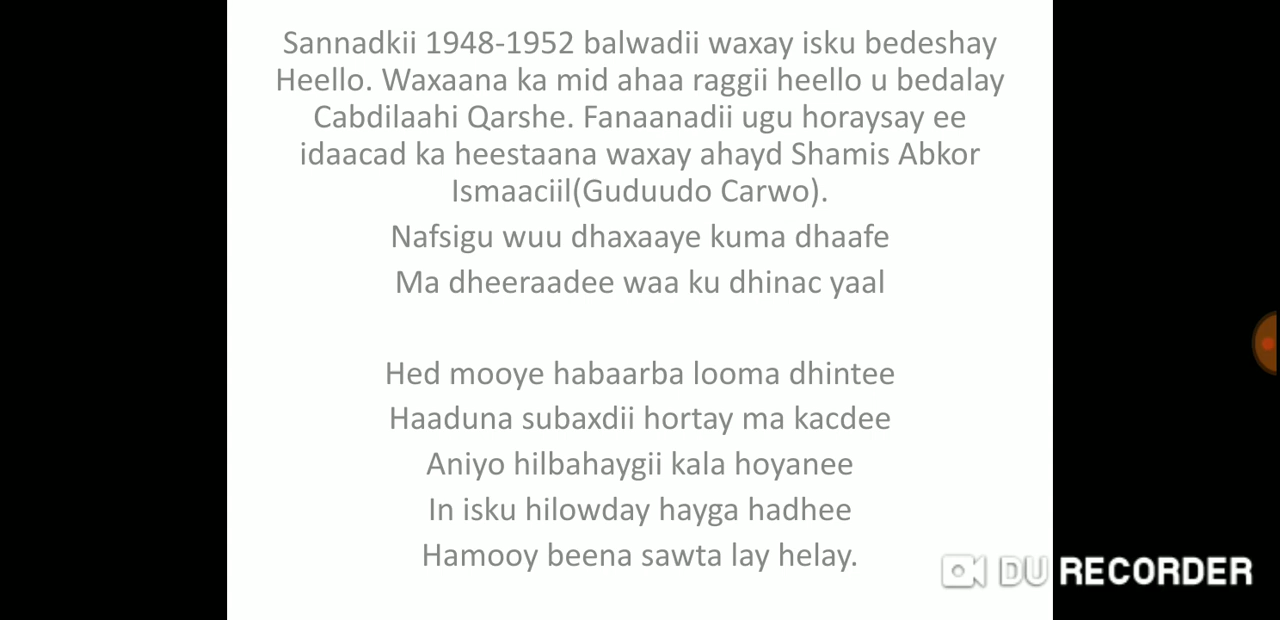 Sannadkii 1948-1952 balwadii waxay isku bedeshay
Heello. Waxaana ka mid ahaa raggii heello u bedalay
Cabdilaahi Qarshe. Fanaanadii ugu horaysay ee
idaacad ka heestaana waxay ahayd Shamis Abkor
Ismaaciil(Guduudo Carwo).
Nafsigu wuu dhaxaaye kuma dhaafe
Ma dheeraadee waa ku dhinac yaal
Hed mooye habaarba looma dhintee
Haaduna subaxdii hortay ma kacdee
Aniyo hilbahaygii kala hoyanee
In isku hilowday hayga hadhee
Hamooy beena sawta lay helay.
DU RECORDER